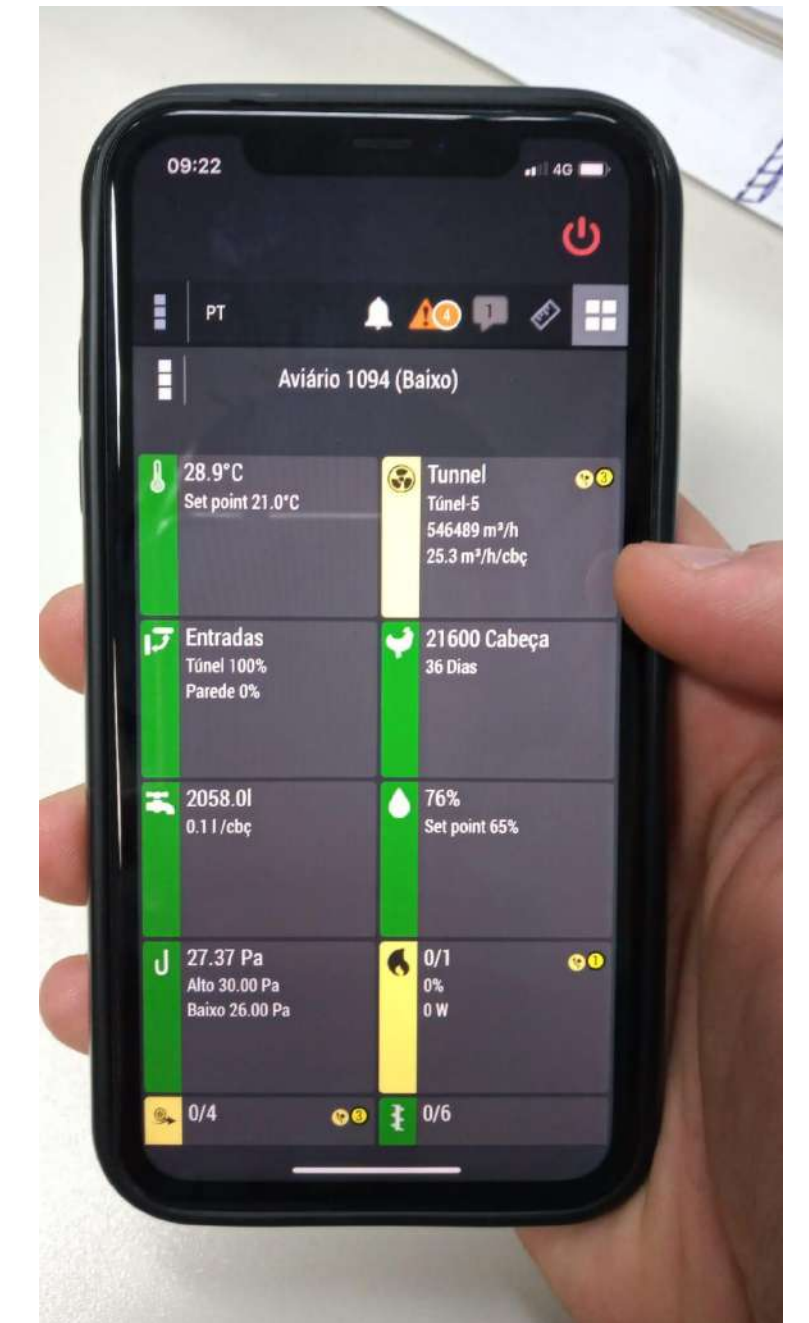 09:22
4G
PT
4
1
Aviário 1094 (Baixo)
28.9°C
Set point 21.0°C
Tunnel
3
Túnel-5
546489 m³/h
25.3 m³/h/cbç
Entradas
Túnel 100%
Parede 0%
21600 Cabeça
36 Dias
2058.0l
0.1 l/cbç
76%
Set point 65%
27.37 Pa
Alto 30.00 Pa
Baixo 26.00 Pa
0/1
1
0%
0 W
0/4
3
0/6